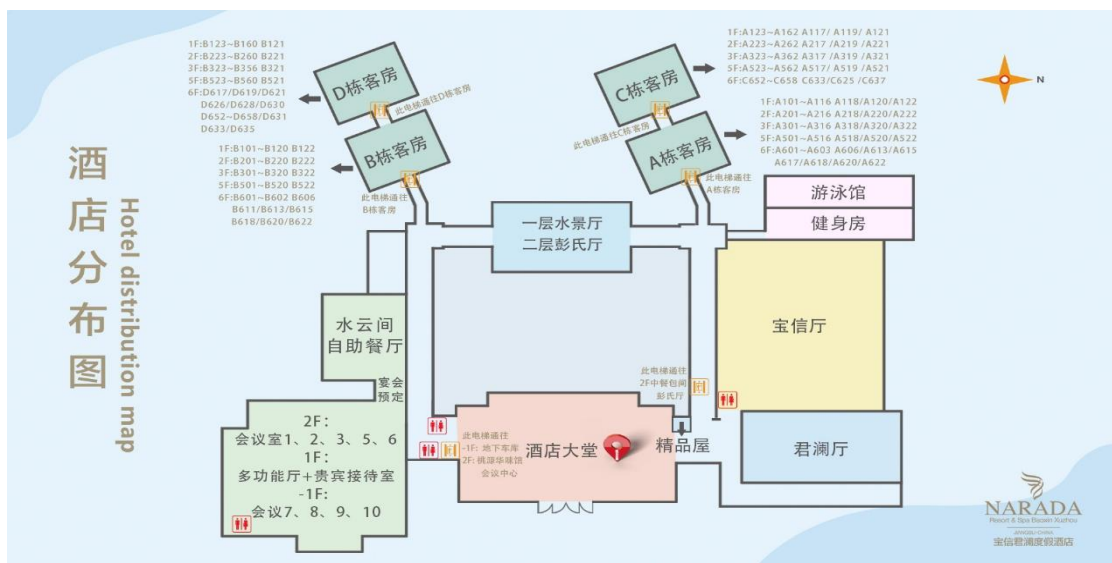 酒店分布图
Hotel distribution map
1F:B123~B160 B121
2F:B223~B260 B221
3F:B323~B356 B321
5F:B523~B560 B521
6F:D617/D619/D621
D626/D628/D630
D652~D658/D631
D633/D635
D栋客房
此电梯通往D栋客房
1F:B101~B120 B122
2F:B201~B220 B222
3F:B301~B320 B322
5F:B501~B520 B522
6F:B601~B602 B606
B611/B613/B615
B618/B620/B622
B栋客房
此电梯通往
B栋客房
1F:A123~A162 A117/ A119/ A121
2F:A223~A262 A217 /A219 /A221
3F:A323~A362 A317 /A319 /A321
5F:A523~A562 A517/ A519 /A521
6F:C652~C658 C633/C625 /C637
C栋客房
此电梯通往C栋客房
N
1F:A101~A116 A118/A120/A122
2F:A201~A216 A218/A220/A222
3F:A301~A316 A318/A320/A322
5F:A501~A516 A518/A520/A522
6F:A601~A603 A606/A613/A615
A617/A618/A620/A622
A栋客房
此电梯通往
A栋客房
游泳馆
健身房
一层水景厅
二层彭氏厅
水云间
自助餐厅
宴会
预定
宝信厅
此电梯通往
2F中餐包间
彭氏厅
2F:
会议室1、2、3、5、6
1F:
多功能厅+贵宾接待室
-1F:
会议7、8、9、10
此电梯通往
-1F: 地下车库
2F: 桃源华味馆
会议中心
酒店大堂
精品屋
君澜厅
NARADA
宝信君澜度假酒店